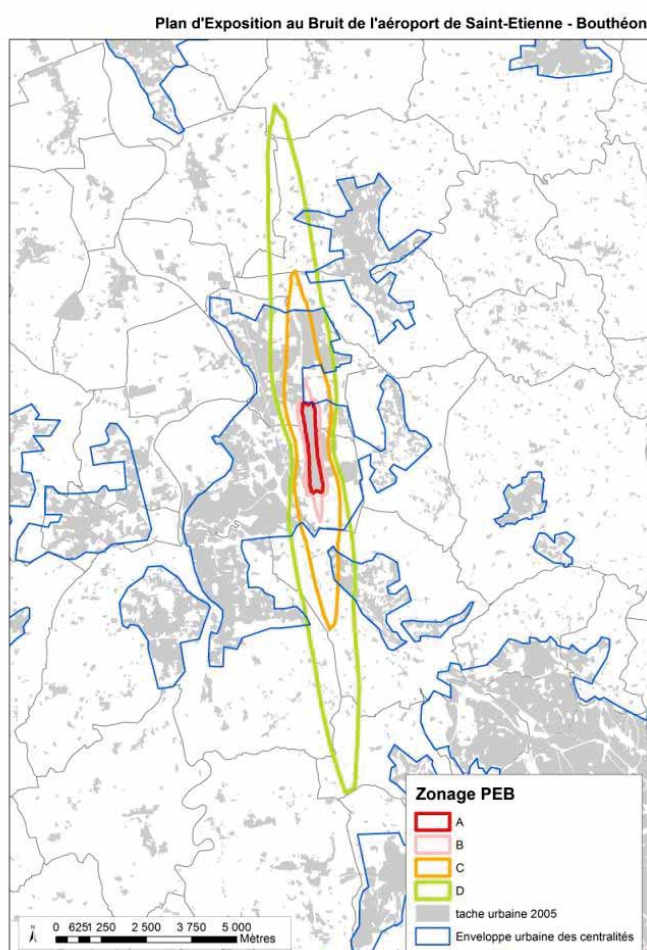 Plan d'Exposition au Bruit de l'aéroport de Saint-Etienne - Bouthéon
Zonage PEB
A
B
C
D
tache urbaine 2005
Enveloppe urbaine des centralités
N
0 6251 250 2 500 3 750 5 000
Mètres